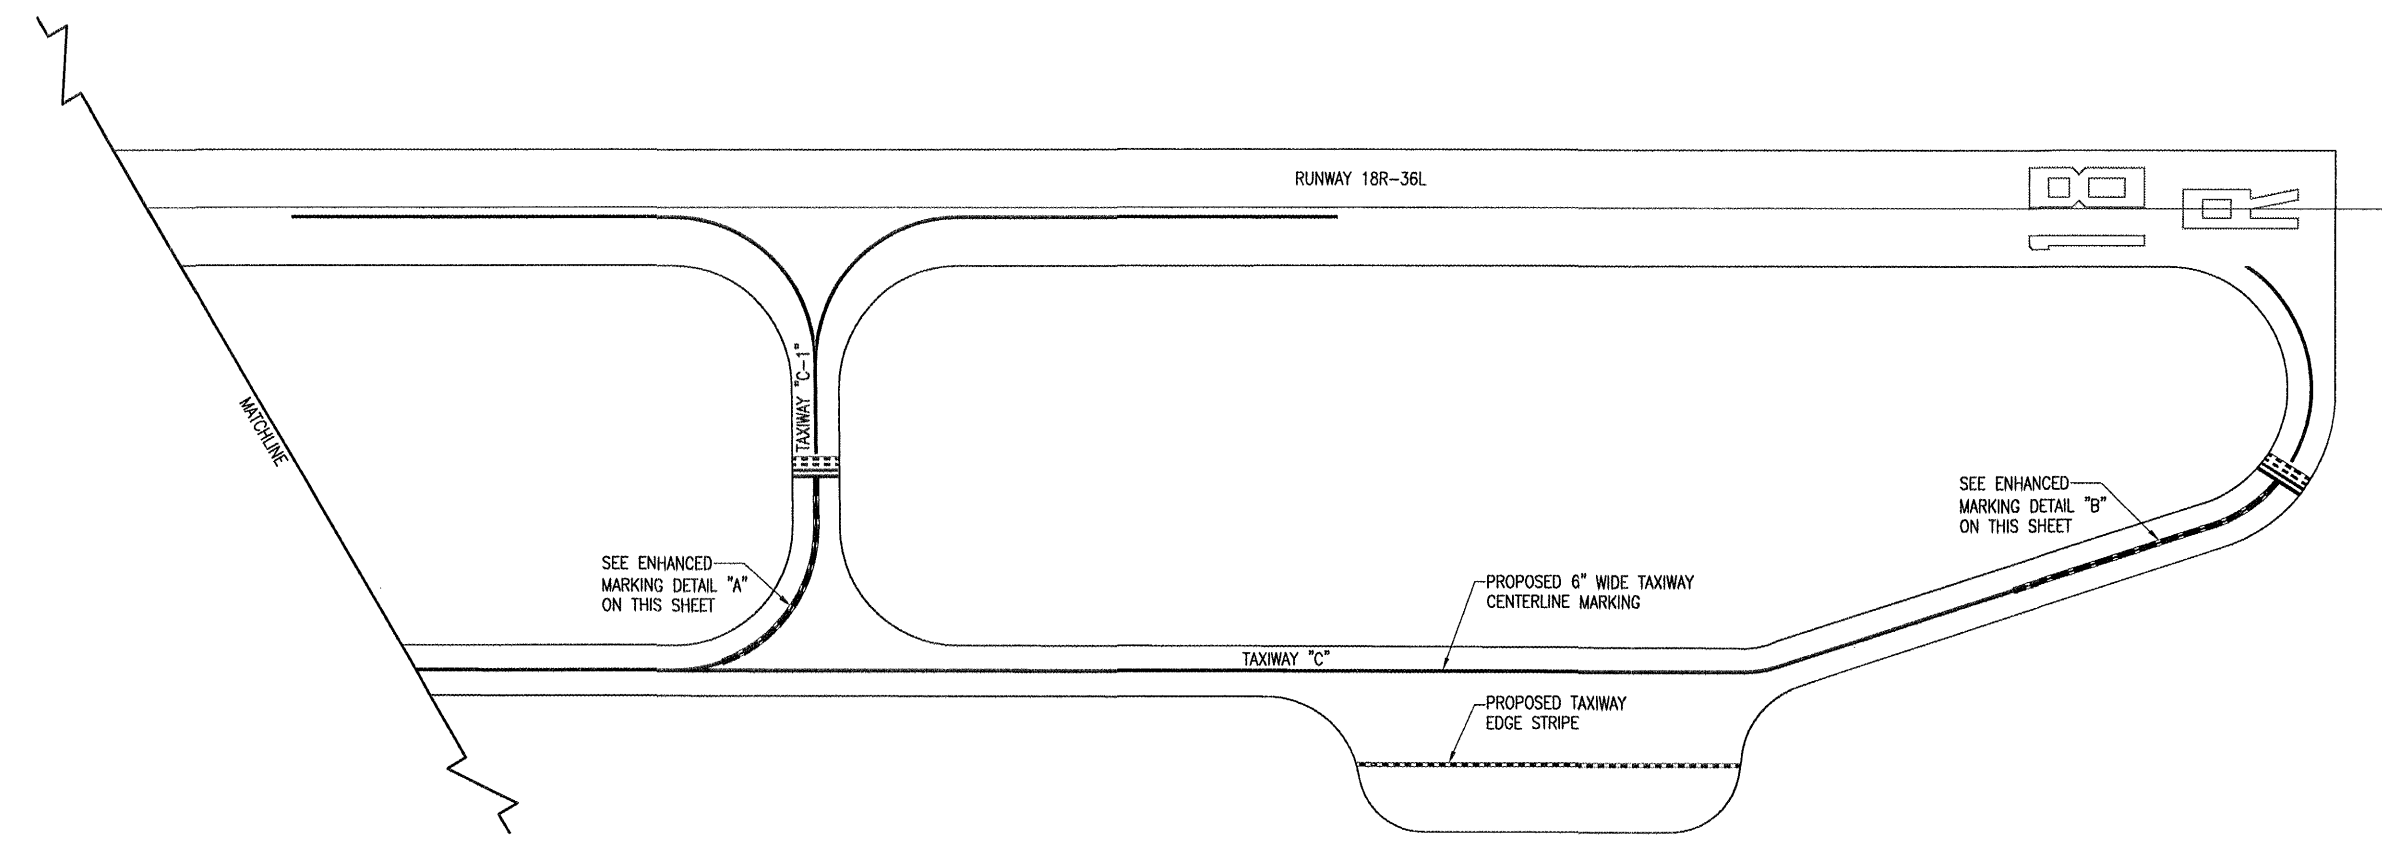 RUNWAY 18R-36L
18
R
TAXIWAY "C-1"
MATCHLINE
SEE ENHANCED
MARKING DETAIL "B"
ON THIS SHEET
SEE ENHANCED
MARKING DETAIL "A"
ON THIS SHEET
PROPOSED 6" WIDE TAXIWAY
CENTERLINE MARKING
TAXIWAY "C"
PROPOSED TAXIWAY
EDGE STRIPE